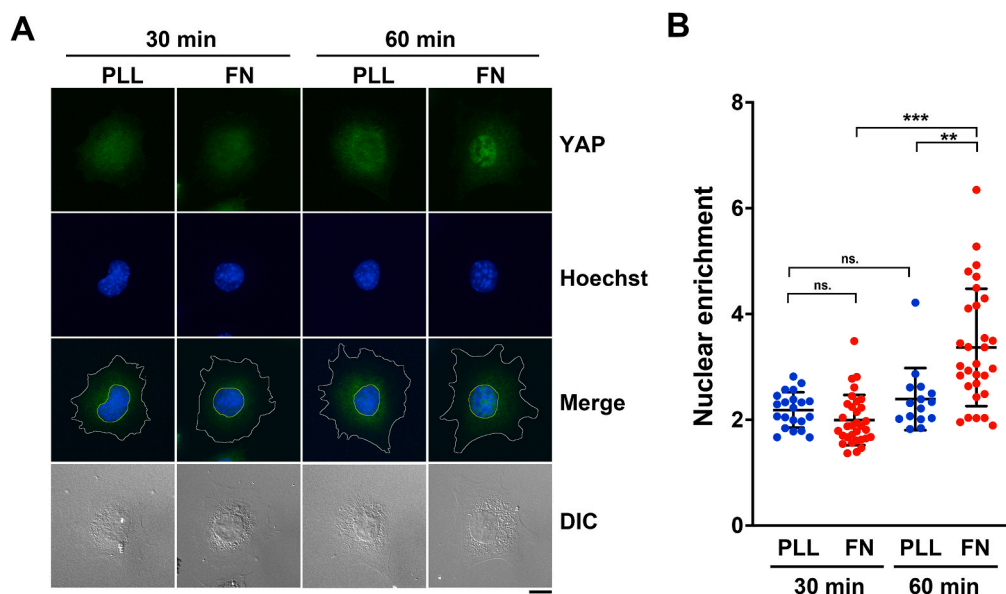 A
30 min 60 min
PLL FN PLL FN
YAP
Hoechst
Merge
DIC
B
Nuclear enrichment
8
6
4
2
0
***
**
ns.
ns.
PLL FN PLL FN
30 min 60 min